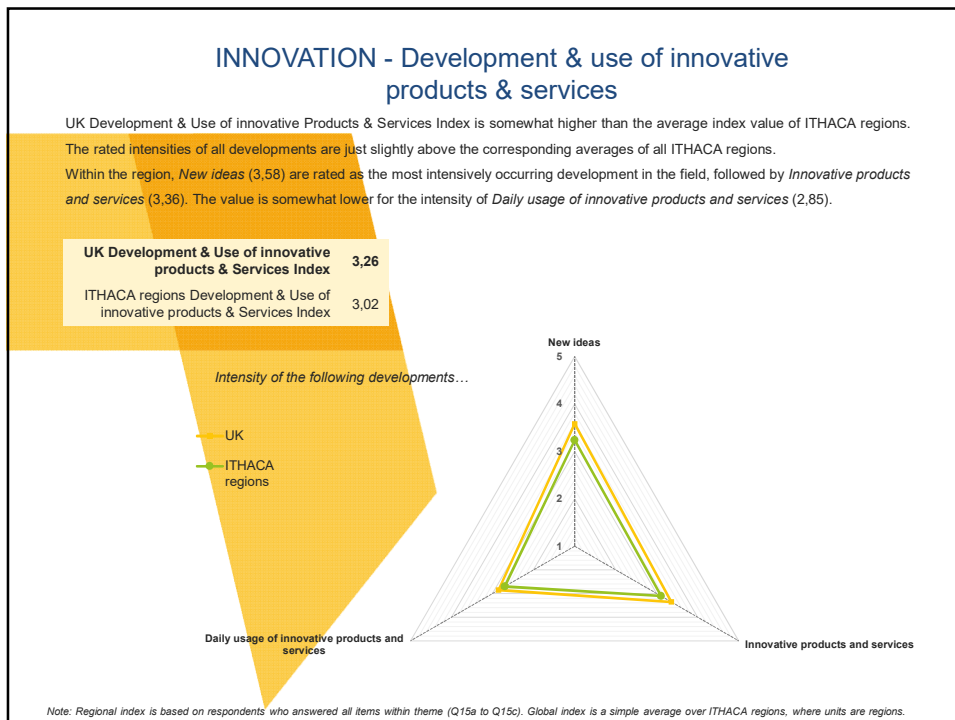 INNOVATION - Development & use of innovative
products & services
UK Development & Use of innovative Products & Services Index is somewhat higher than the average index value of ITHACA regions.
The rated intensities of all developments are just slightly above the corresponding averages of all ITHACA regions.
Within the region, New ideas (3,58) are rated as the most intensively occurring development in the field, followed by Innovative products
and services (3,36). The value is somewhat lower for the intensity of Daily usage of innovative products and services (2,85).
UK Development & Use of innovative
products & Services Index 3,26
ITHACA regions Development & Use of
innovative products & Services Index 3,02
Intensity of the following developments…
UK
ITHACA
regions
New ideas
5
4
3
2
1
Daily usage of innovative products and
services
Innovative products and services
Note: Regional index is based on respondents who answered all items within theme (Q15a to Q15c). Global index is a simple average over ITHACA regions, where units are regions.